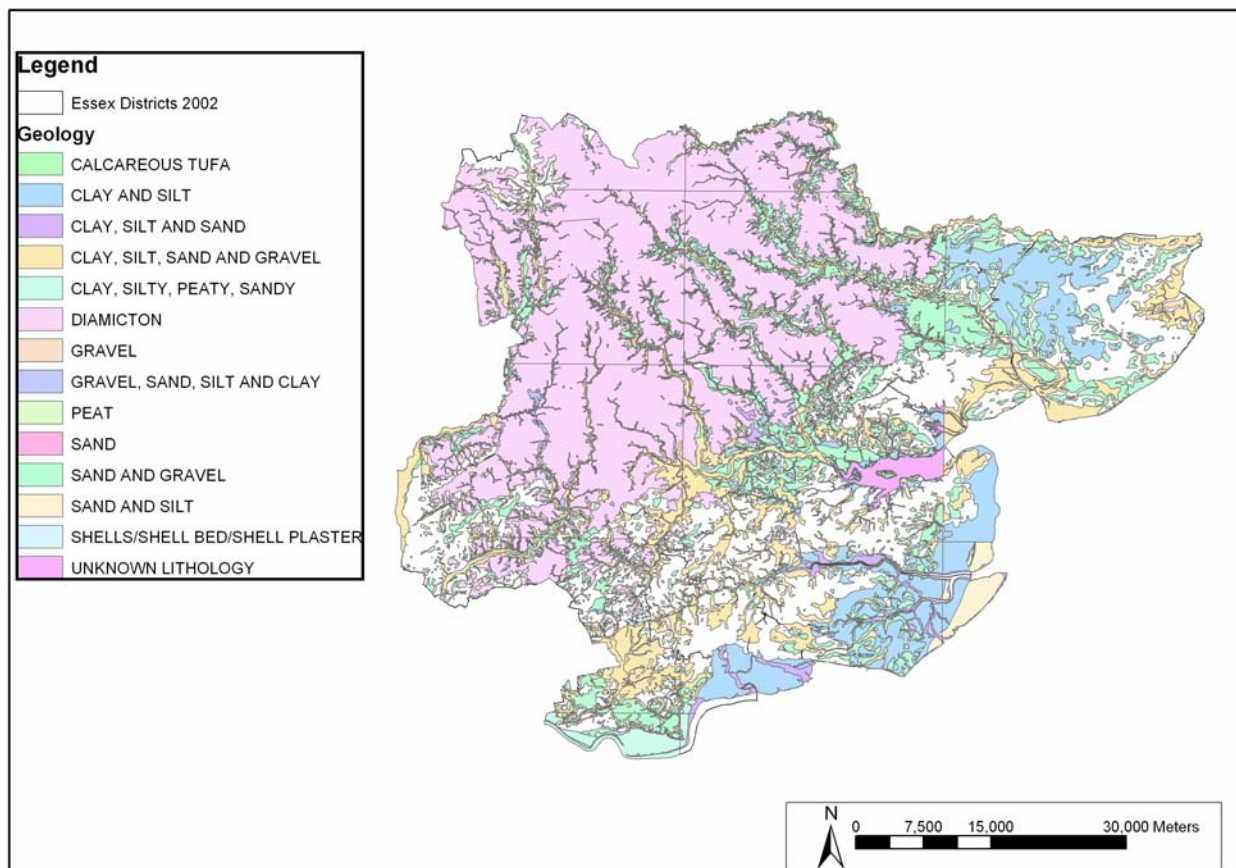 Legend
Essex Districts 2002
Geology
CALCAREOUS TUFA
CLAY AND SILT
CLAY, SILT AND SAND
CLAY, SILT, SAND AND GRAVEL
CLAY, SILTY, PEATY, SANDY
DIAMICTON
GRAVEL
GRAVEL, SAND, SILT AND CLAY
PEAT
SAND
SAND AND GRAVEL
SAND AND SILT
SHELLS/SHELL BED/SHELL PLASTER
UNKNOWN LITHOLOGY
N
0 7,500 15,000 30,000 Meters